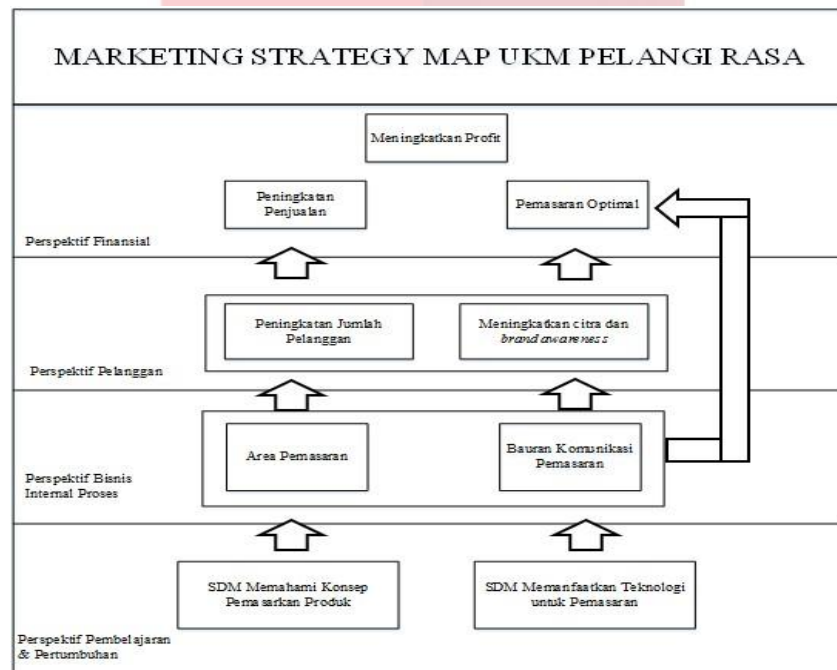 MARKETING STRATEGY MAP UKM PELANGI RASA
Meningkatkan Profit
Peningkatan
Penjualan
Pemasaran Optimal
Perspektif Finansial
Peningkatan Jumlah
Pelanggan
Meningkatkan citra dan
brand awareness
Perspektif Pelanggan
Area Pemasaran
Bauran Komunikasi
Pemasaran
Perspektif Bisnis
Internal Proses
SDM Memahami Konsep
Pemasarkan Produk
SDM Memanfaatkan Teknologi
untuk Pemasaran
Perspektif Pembelajaran
& Pertumbuhan